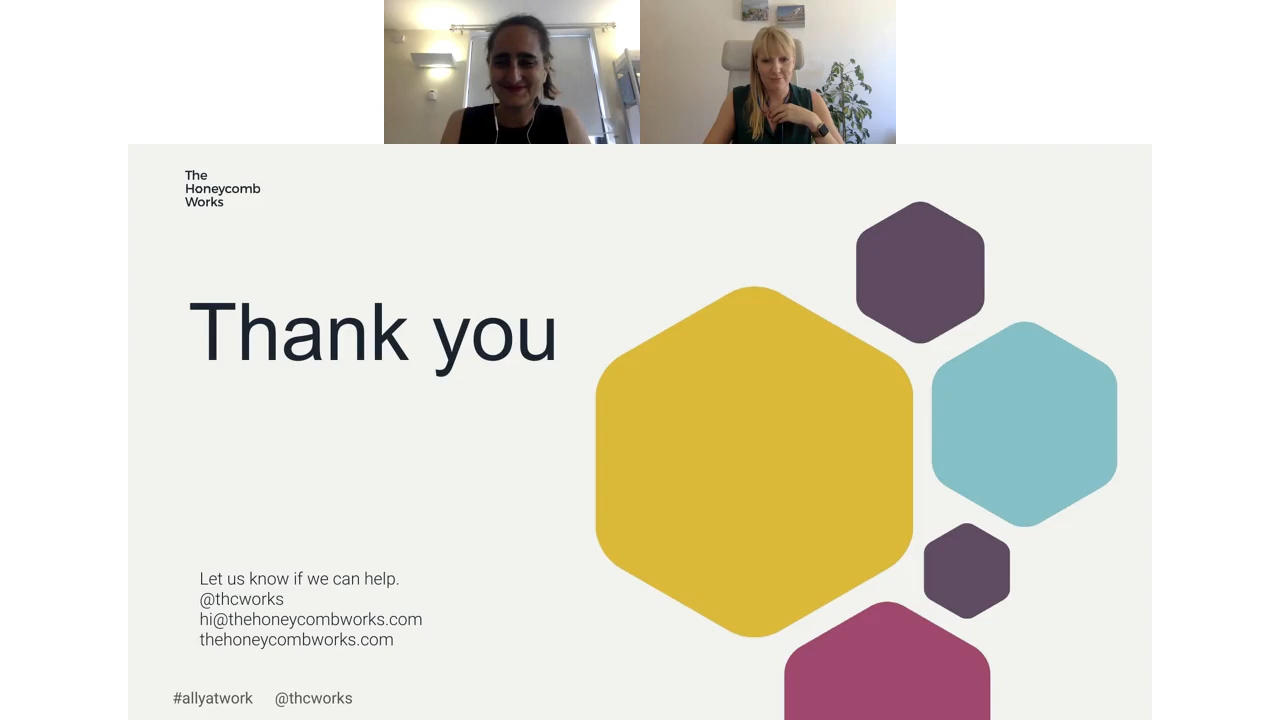 The
Honeycomb
Works
Thank you
Let us know if we can help.
@thcworks
hi@thehoneycombworks.com
thehoneycombworks.com
#allyatwork @thcworks